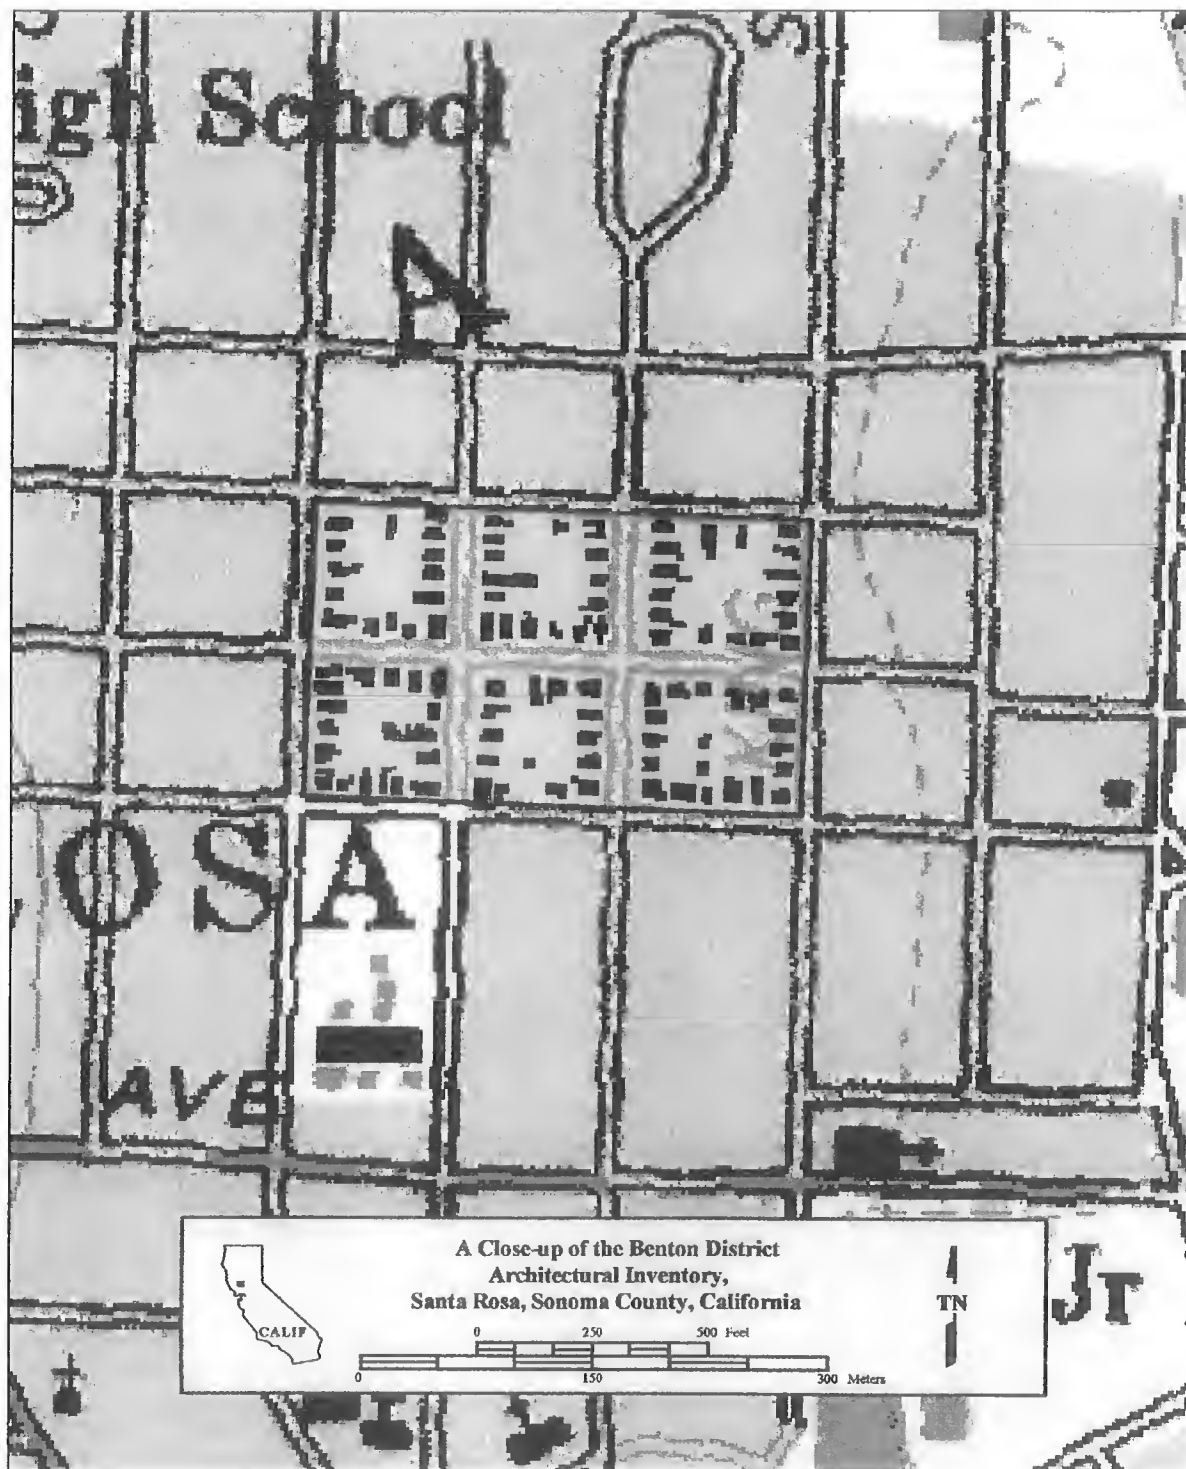 igh School
A
S
G
K
OSA
AVE
A Close-up of the Benton District
Architectural Inventory,
Santa Rosa, Sonoma County, California
CALIF
TN
0 250 500 Feet
0 150 300 Meters
JT